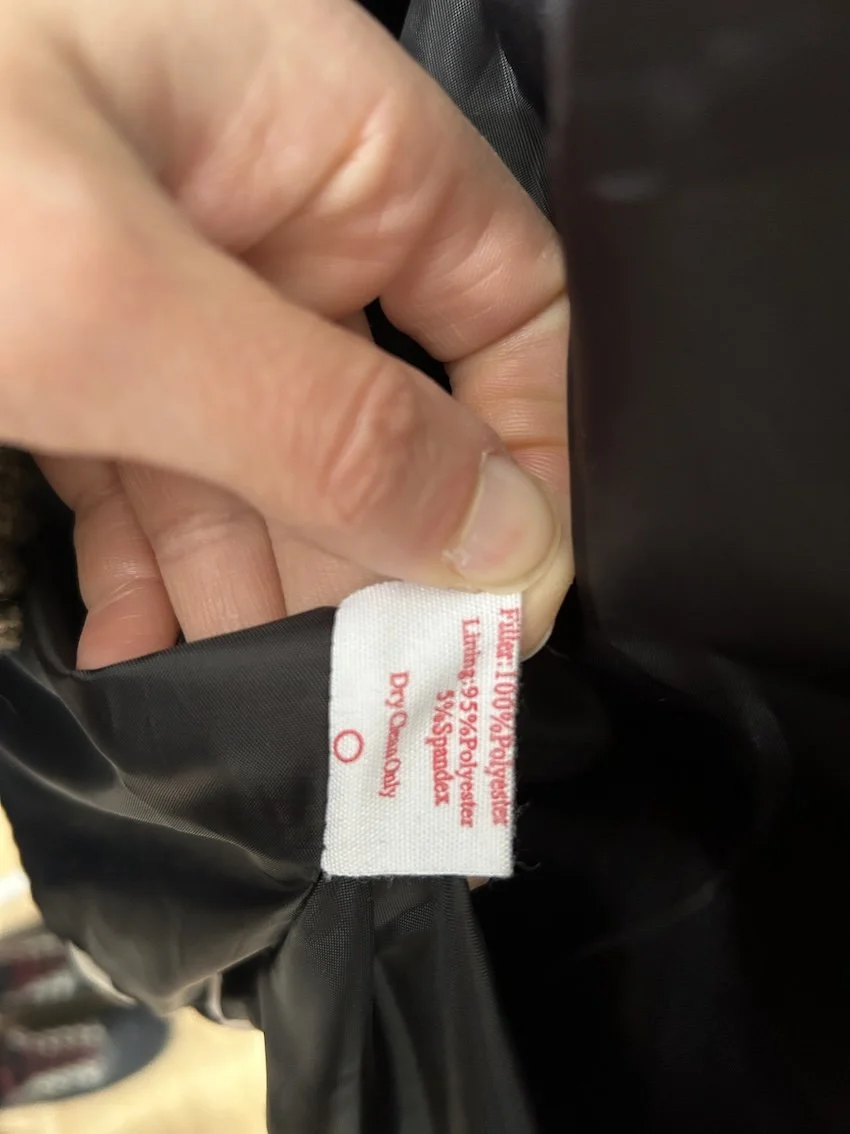 Filler:100%Polyester
Lining:95%Polyester
5%Spandex
Dry Clean Only